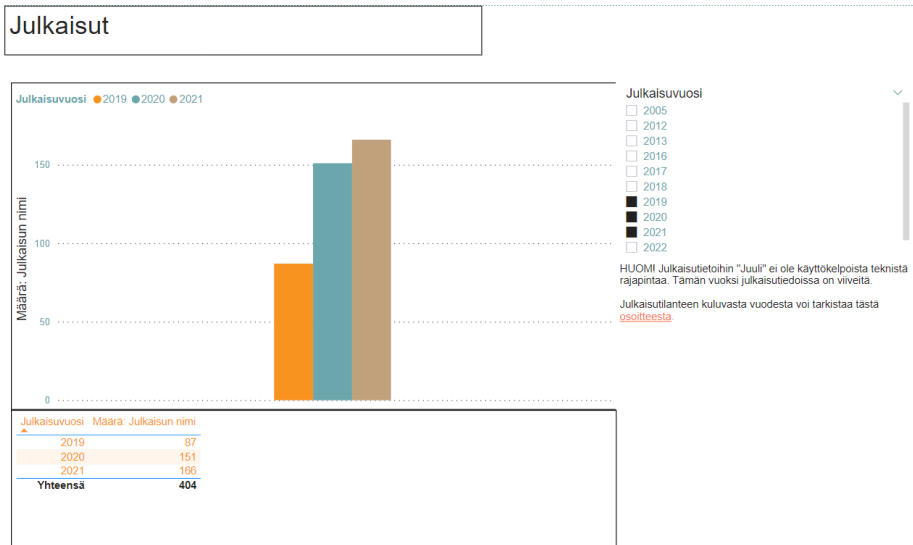 Julkaisut
Julkaisuvuosi 2019 2020 2021
150
100
50
0
Määrä: Julkaisun nimi
Julkaisuvuosi Määrä: Julkaisun nimi
2019 87
2020 151
2021 166
Yhteensä 404
Julkaisuvuosi
2005
2012
2013
2016
2017
2018
2019
2020
2021
2022
HUOM! Julkaisutietoihin "Juuli" ei ole käyttökelpoista teknistä
rajapintaa. Tämän vuoksi julkaisutiedoissa on viiveitä.
Julkaisutilanteen kuluvasta vuodesta voi tarkistaa tästä
osoitteesta.